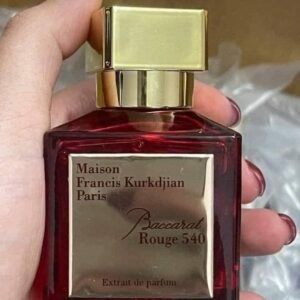 Maison
Francis Kurkdjian
Paris
Baccarat
Rouge 540
Extrait de parfum